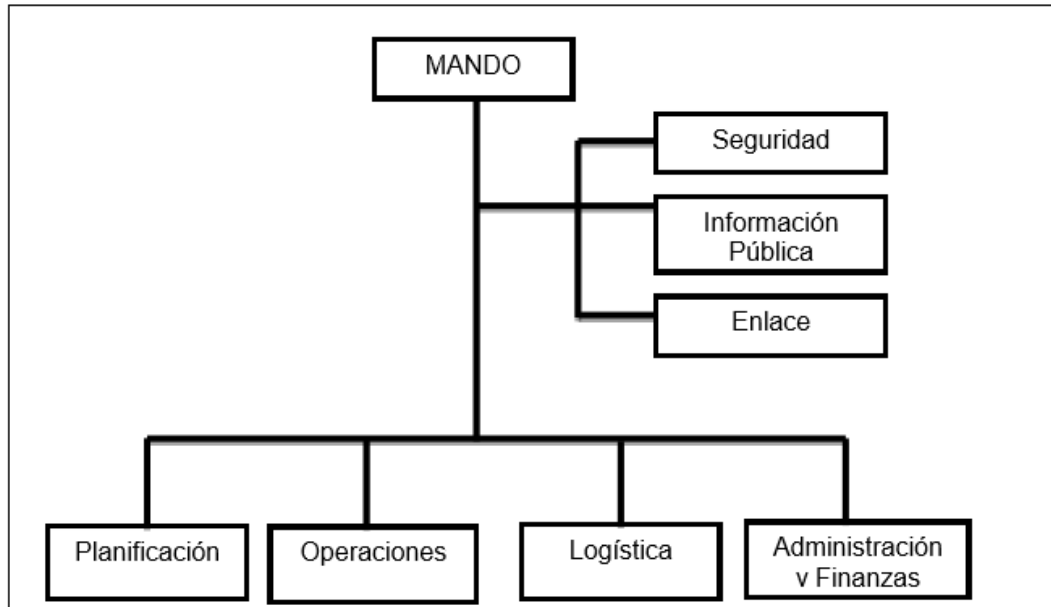 MANDO
Seguridad
Información
Pública
Enlace
Planificación
Operaciones
Logística
Administración
v Finanzas